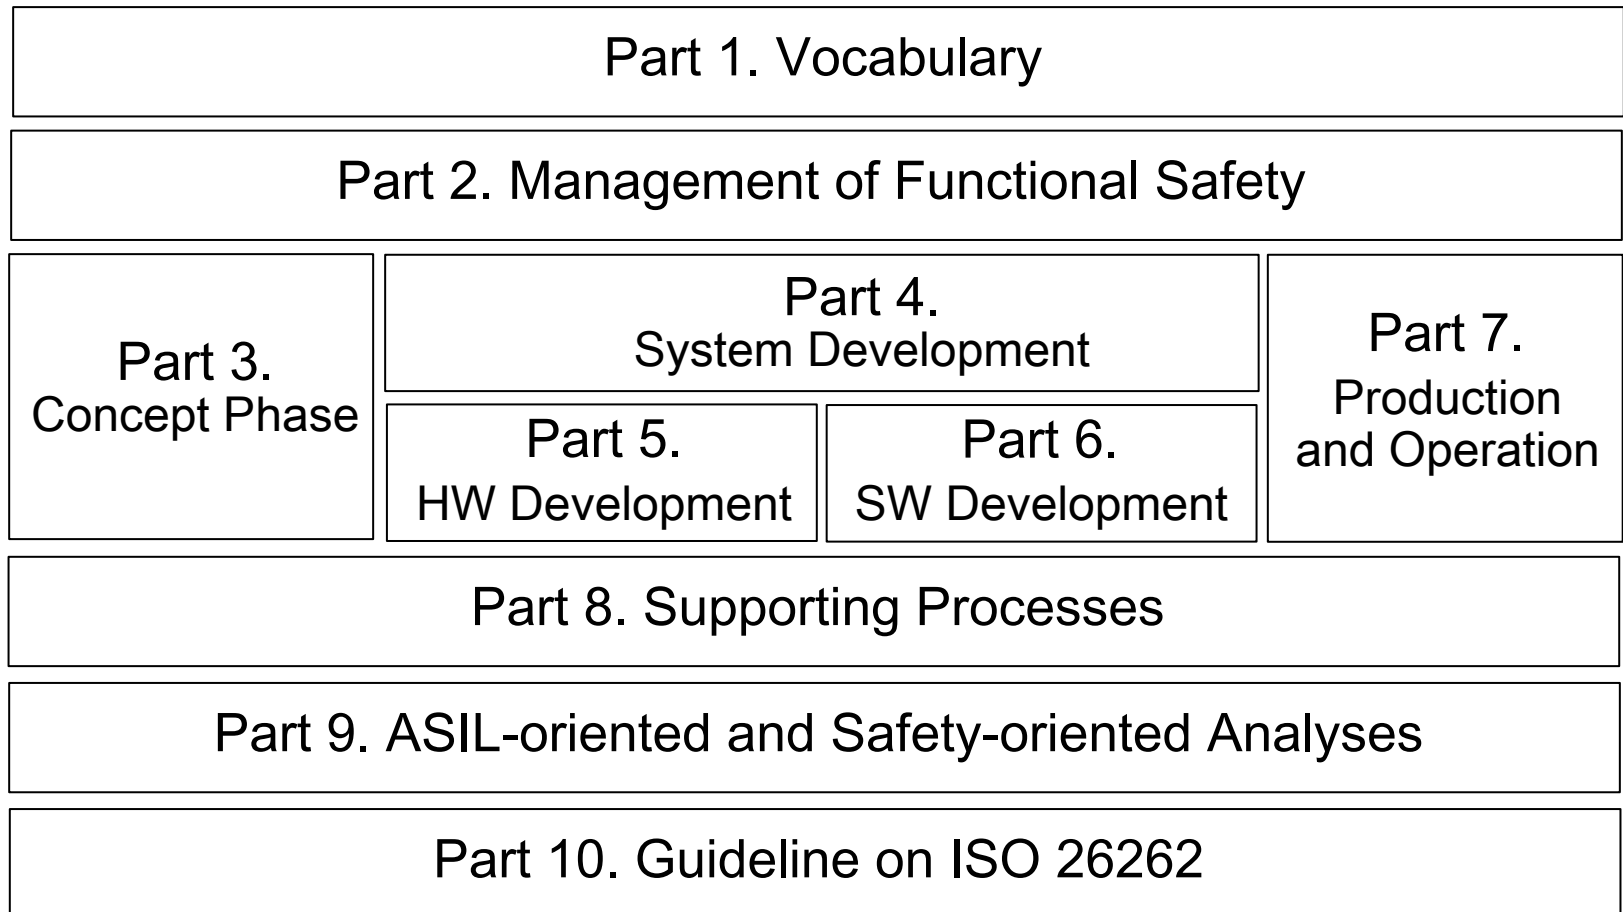 Part 1. Vocabulary
Part 2. Management of Functional Safety
Part 3.
Concept Phase
Part 4.
System Development
Part 5.
HW Development
Part 6.
SW Development
Part 7.
Production
and Operation
Part 8. Supporting Processes
Part 9. ASIL-oriented and Safety-oriented Analyses
Part 10. Guideline on ISO 26262